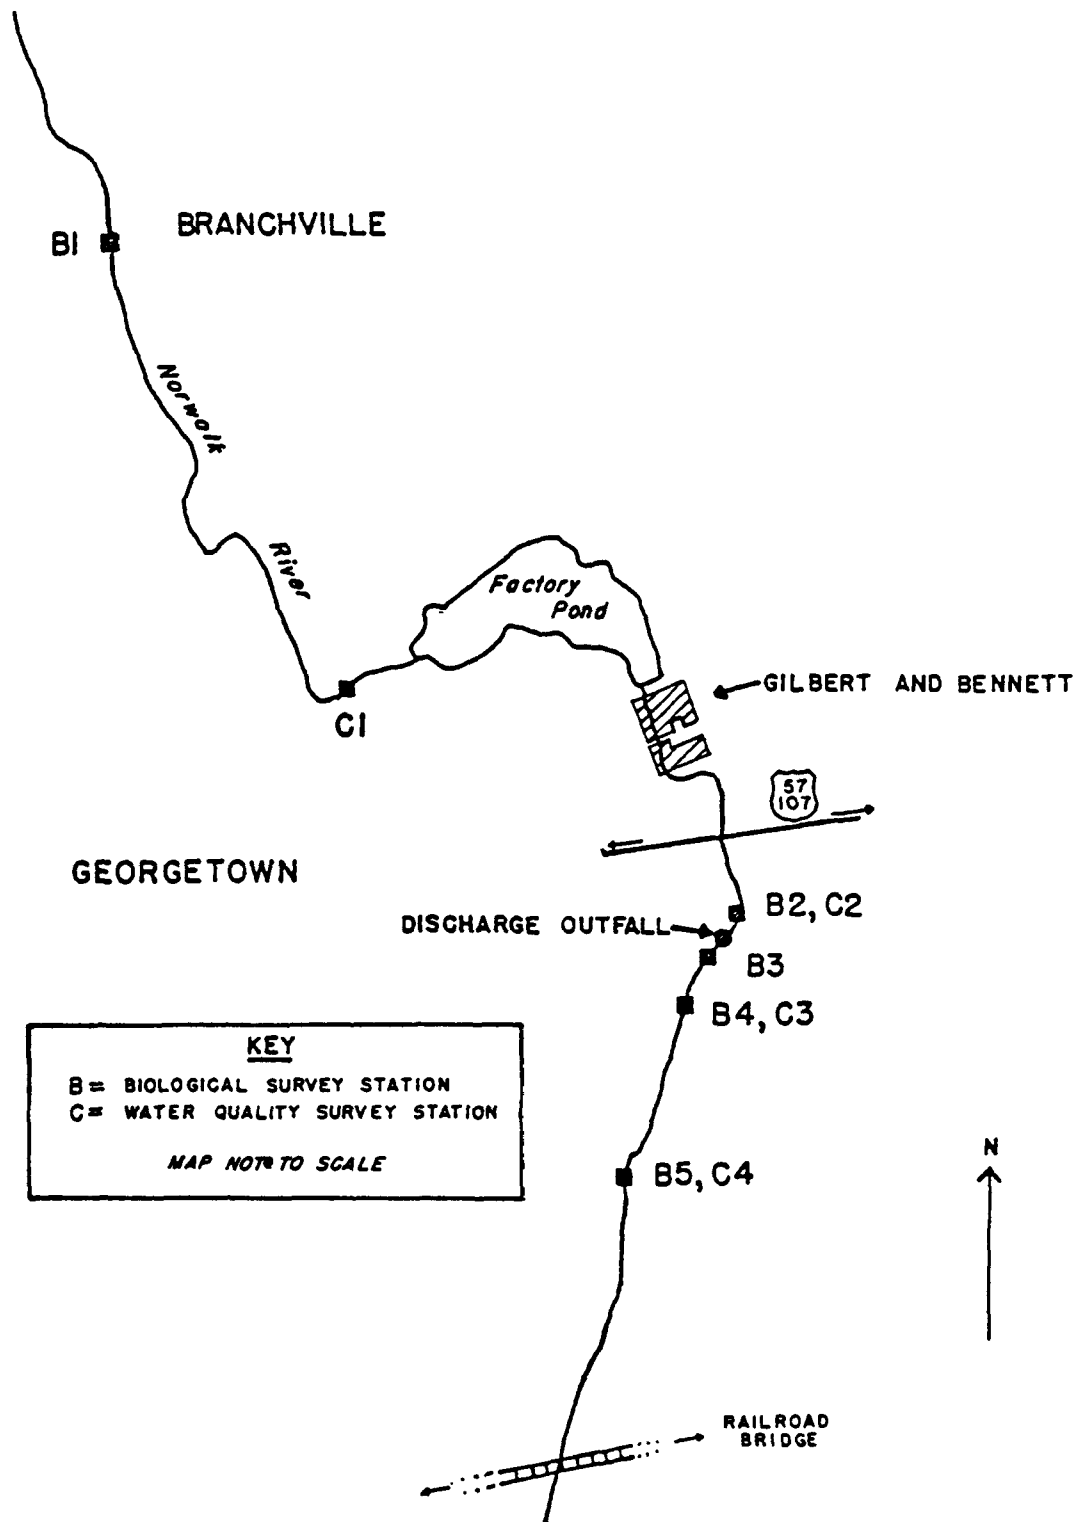 BRANCHVILLE
B1
Norwalk
River
Factory
Pond
GILBERT AND BENNETT
C1
57
107
GEORGETOWN
B2, C2
DISCHARGE OUTFALL
B3
B4, C3
KEY
B= BIOLOGICAL SURVEY STATION
C= WATER QUALITY SURVEY STATION
MAP NOT TO SCALE
N
B5, C4
RAILROAD
BRIDGE